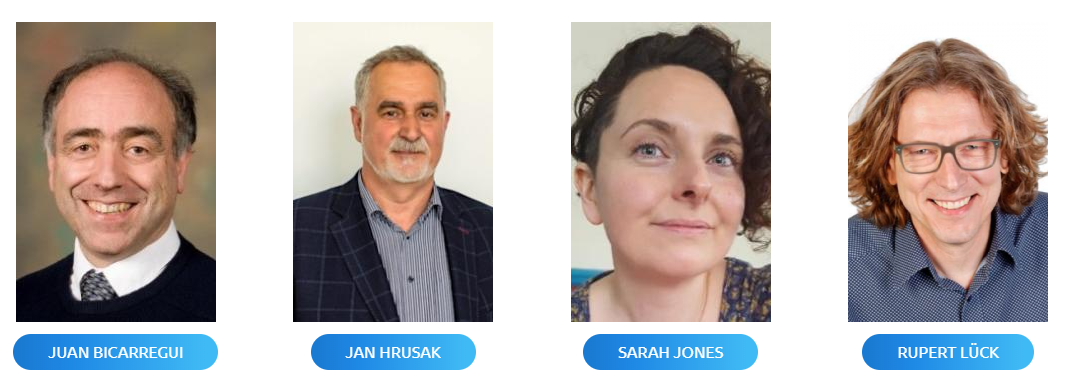 JUAN BICARREGUI
JAN HRUSAK
SARAH JONES
RUPERT LÜCK